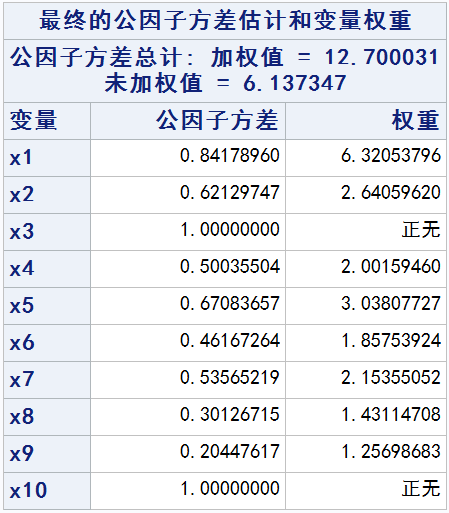 最终的公因子方差估计和变量权重
公因子方差总计: 加权值 = 12.700031
未加权值 = 6.137347
变量 公因子方差 权重
x1 0.84178960 6.32053796
x2 0.62129747 2.64059620
x3 1.00000000 正无
x4 0.50035504 2.00159460
x5 0.67083657 3.03807727
x6 0.46167264 1.85753924
x7 0.53565219 2.15355052
x8 0.30126715 1.43114708
x9 0.20447617 1.25698683
x10 1.00000000 正无